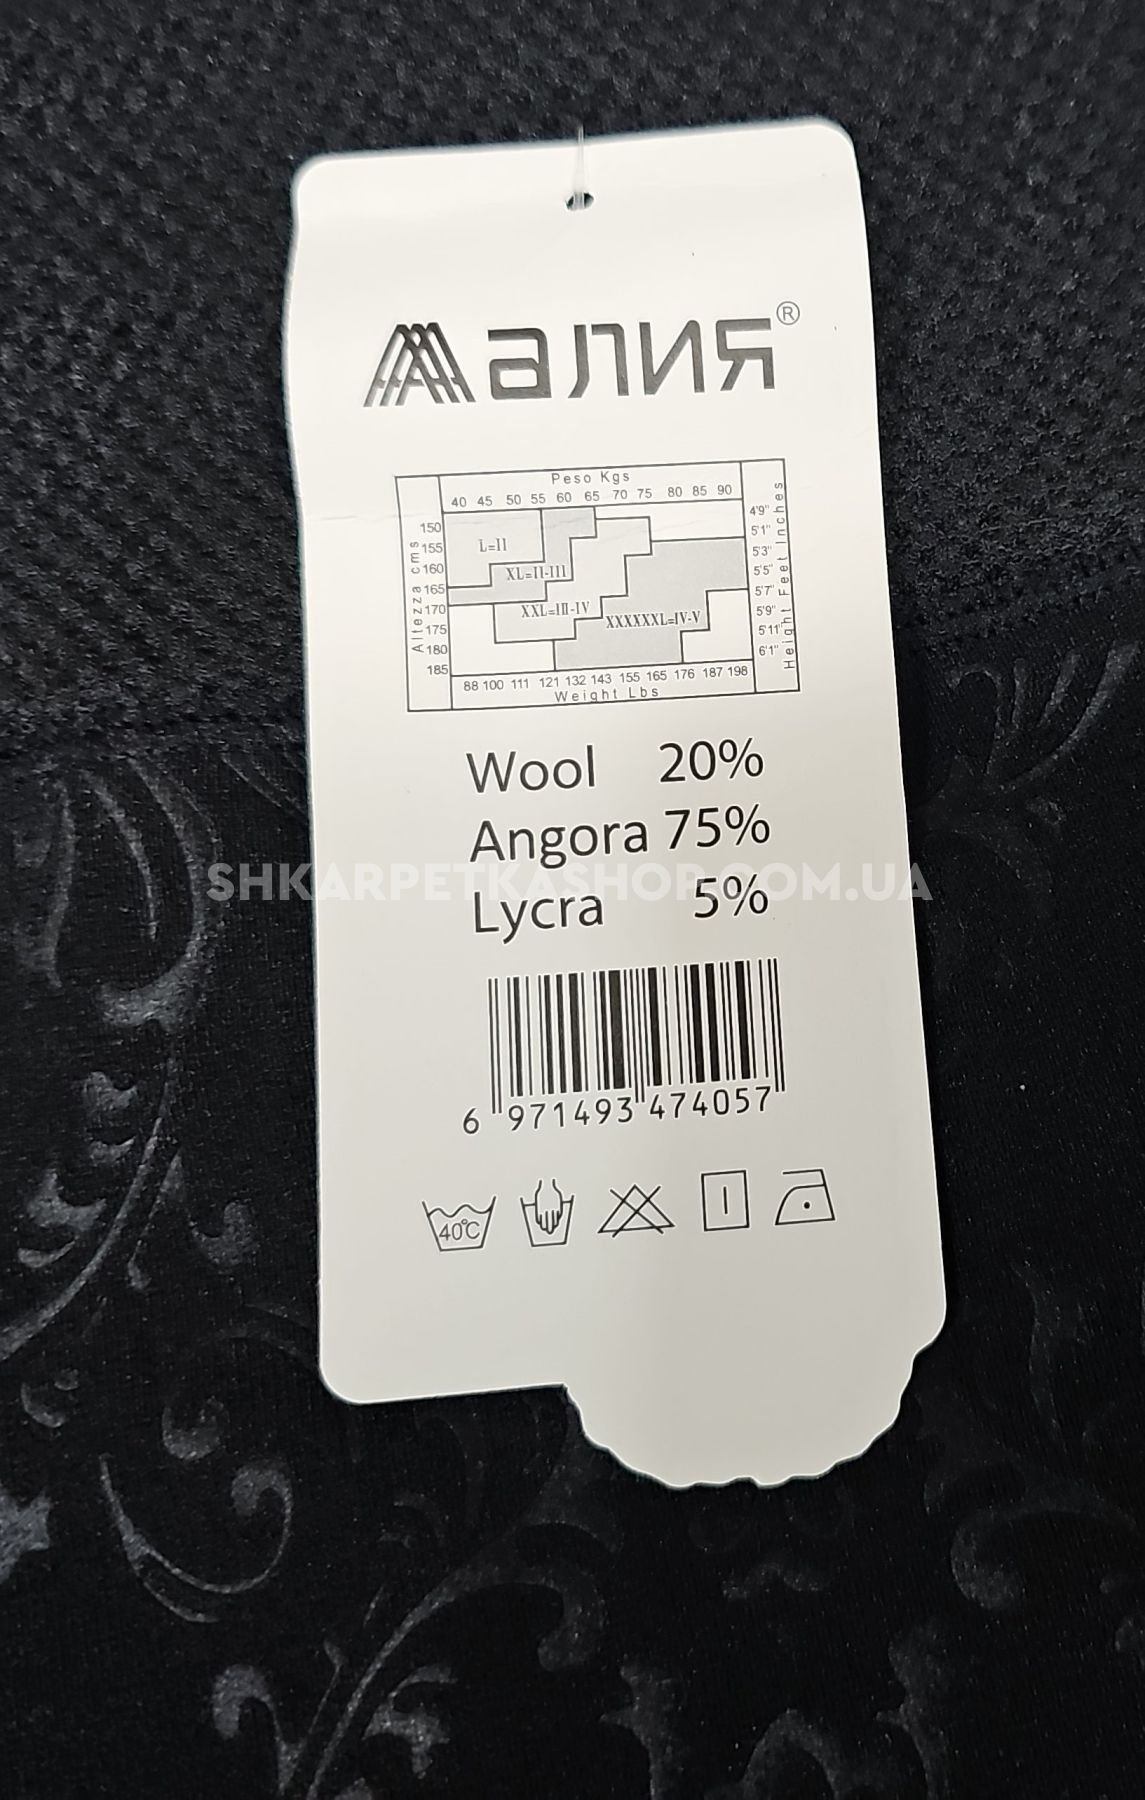 алия®
Peso Kgs
40 45 50 55 60 65 70 75 80 85 90
Altezza cms
150
155
160
165
170
175
180
185
L=II
XL=II-III
XXL=III-IV
XXXXXXL=IV-V
4'9"
5'1"
5'3"
5'5"
5'7"
5'9"
5'11"
6'1"
Height Feet Inches
88 100 111 121 132 143 155 165 176 187 198
Weight Lbs
Wool 20%
Angora 75%
SHKARPETKASHOP.COM.UA
Lycra 5%
6 971493 474057
40°C